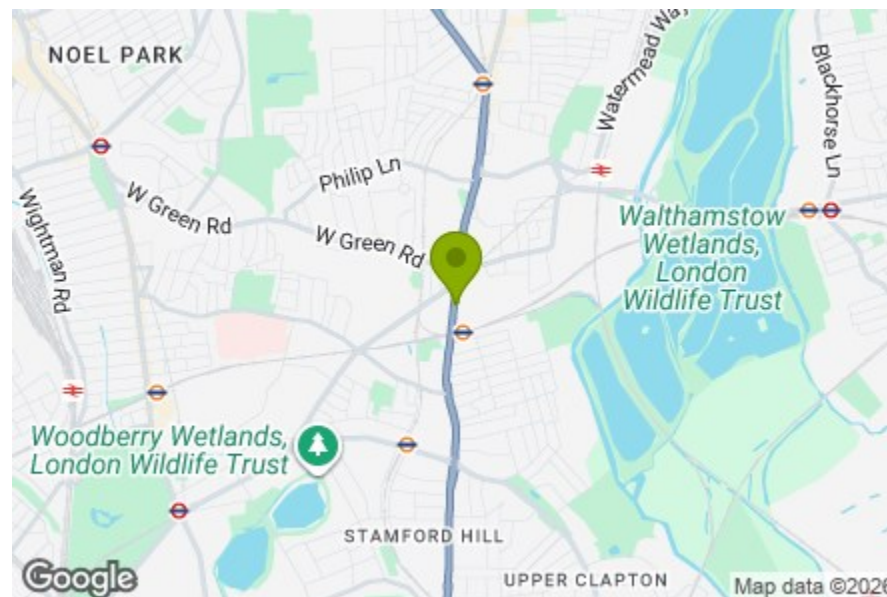 NOEL PARK
Watermead Way
Blackhorse Ln
Philip Ln
Wightman Rd
W Green Rd
W Green Rd
Walthamstow
Wetlands,
London
Wildlife Trust
Woodberry Wetlands,
London Wildlife Trust
STAMFORD HILL
UPPER CLAPTON
Google
Map data ©2026